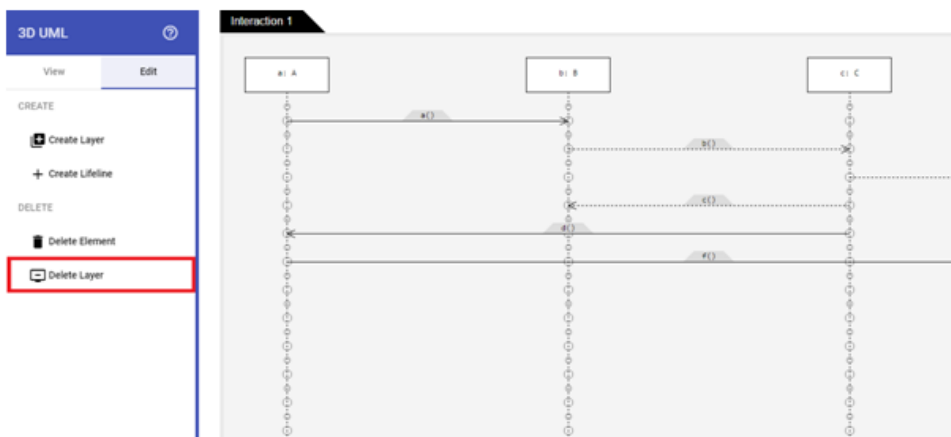 3D UML
View
Edit
CREATE
Create Layer
Create Lifeline
DELETE
Delete Element
Delete Layer
Interaction 1
a: A
b: B
c: C
a()
b()
c()
d()
f()